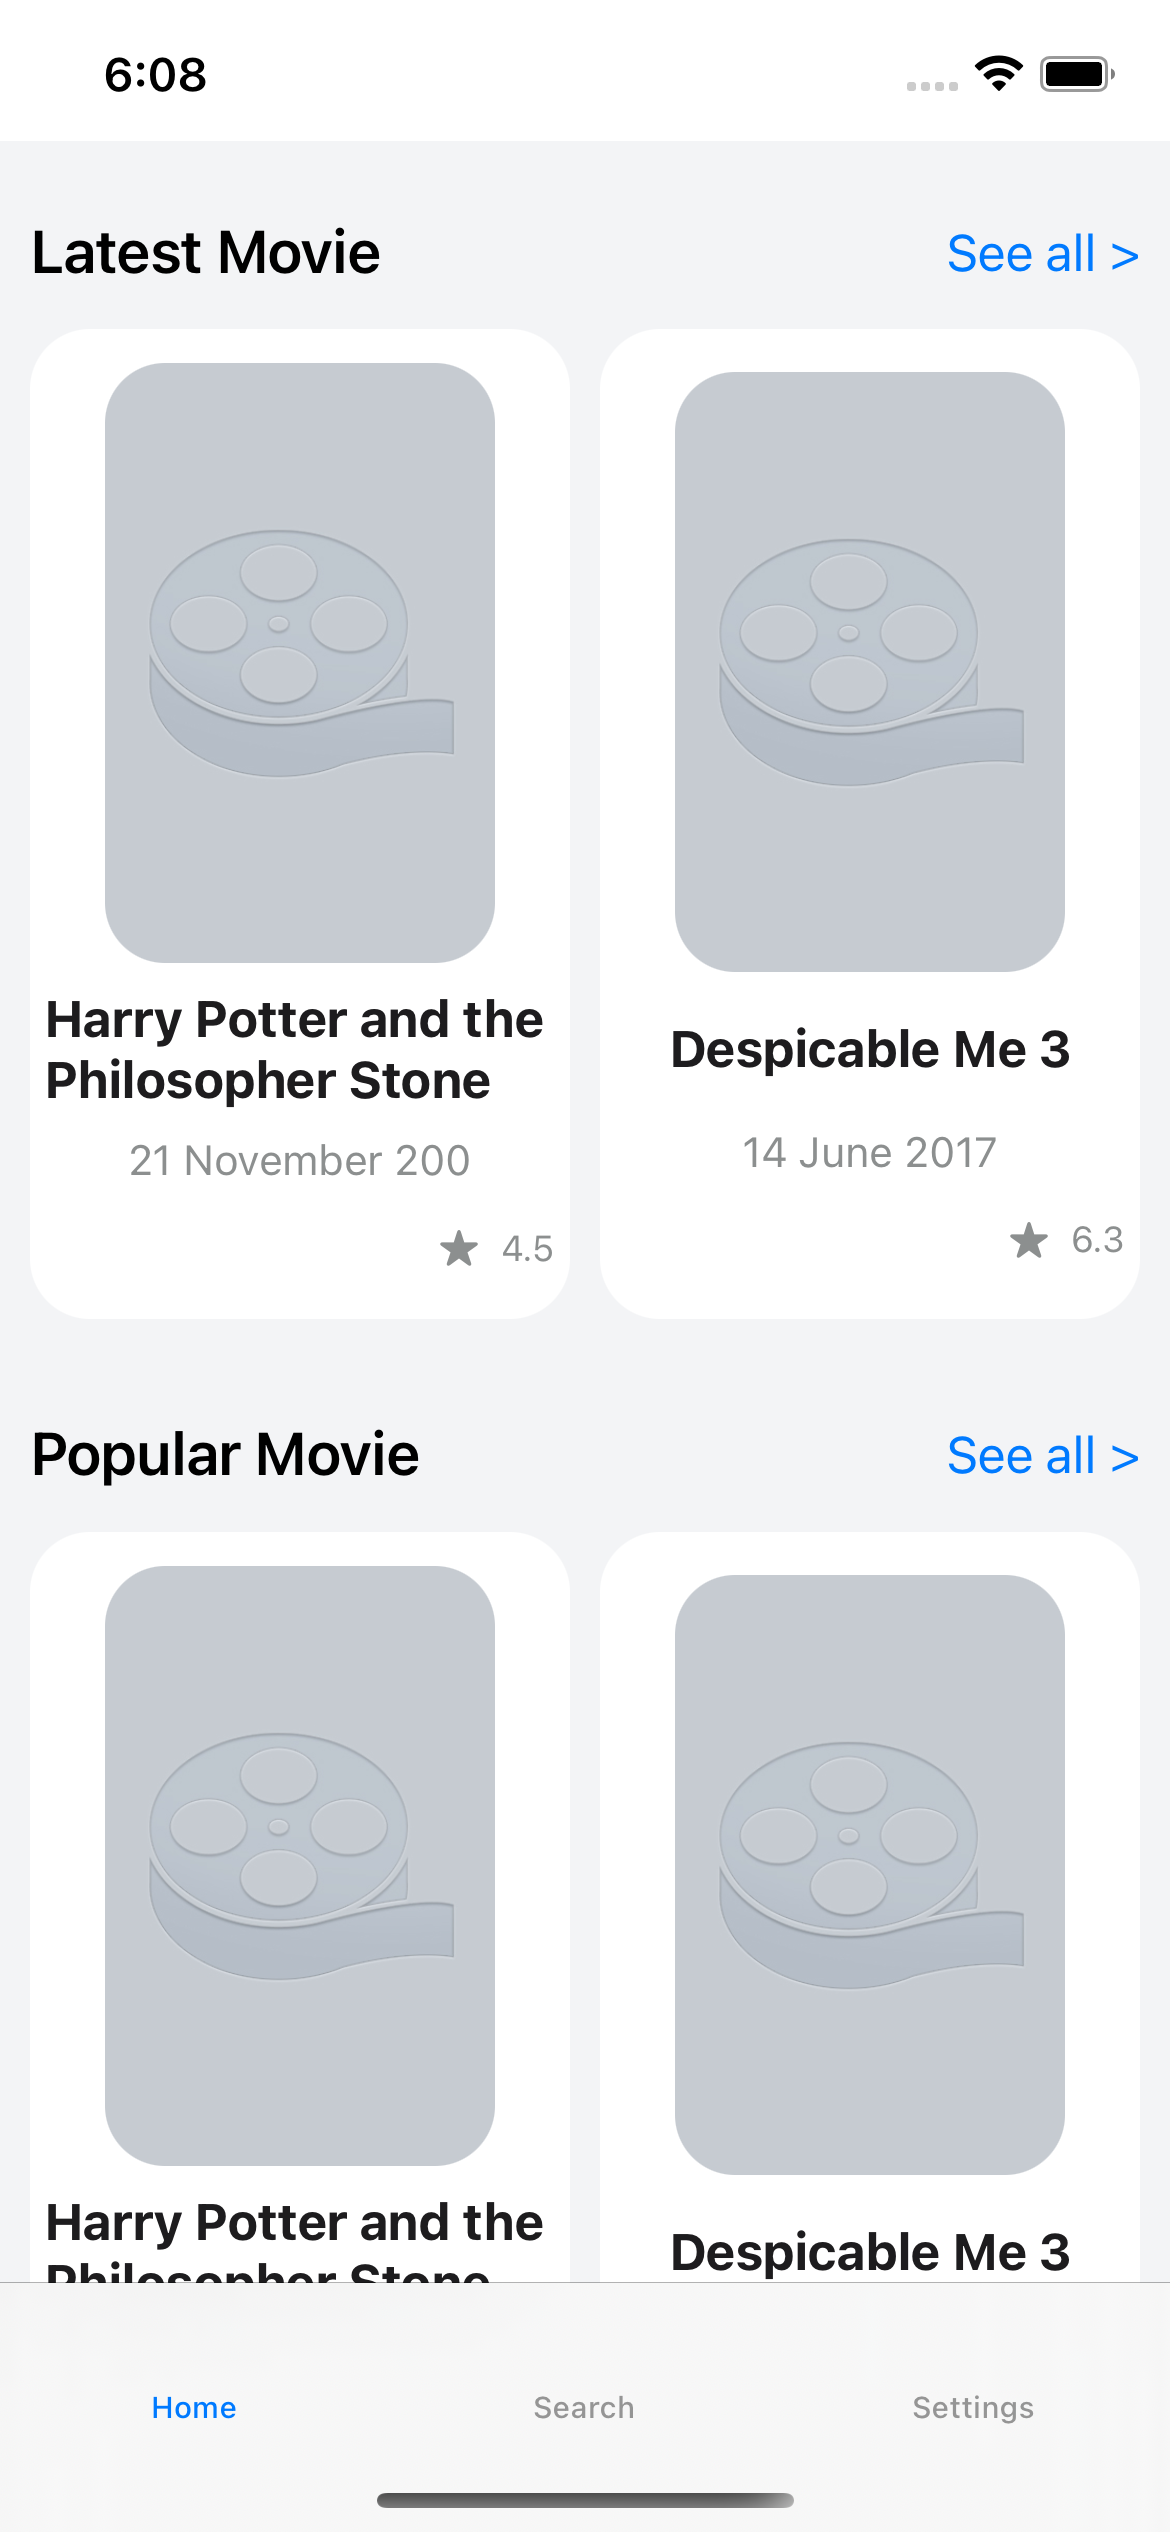 6:08
Latest Movie
See all >
Harry Potter and the
Philosopher Stone
21 November 200
4.5
Despicable Me 3
14 June 2017
6.3
Popular Movie
See all >
Harry Potter and the
Philosopher Stone
Despicable Me 3
Home
Search
Settings